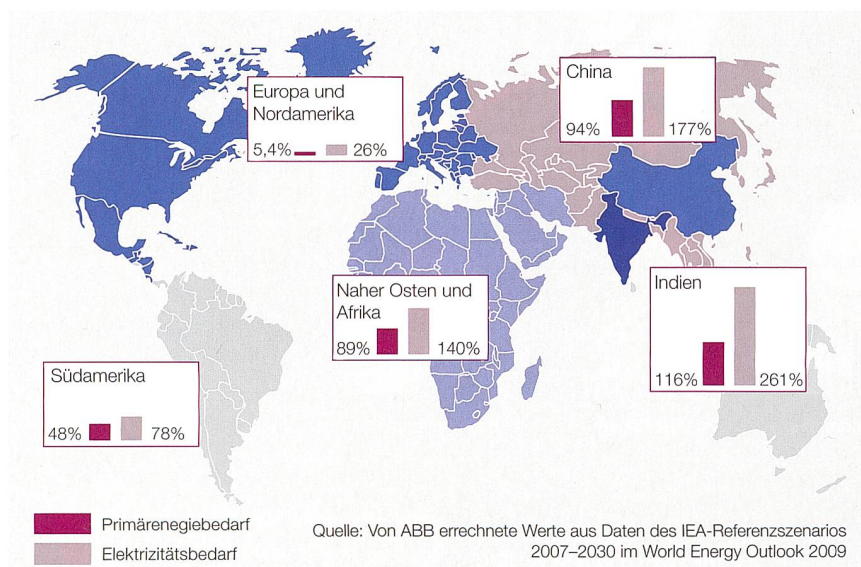 Europa und
Nordamerika
5,4% 26%
China
94% 177%
Naher Osten und
Afrika
89% 140%
Indien
116% 261%
Südamerika
48% 78%
Primärenegiebedarf
Elektrizitätsbedarf
Quelle: Von ABB errechnete Werte aus Daten des IEA-Referenzszenarios
2007–2030 im World Energy Outlook 2009